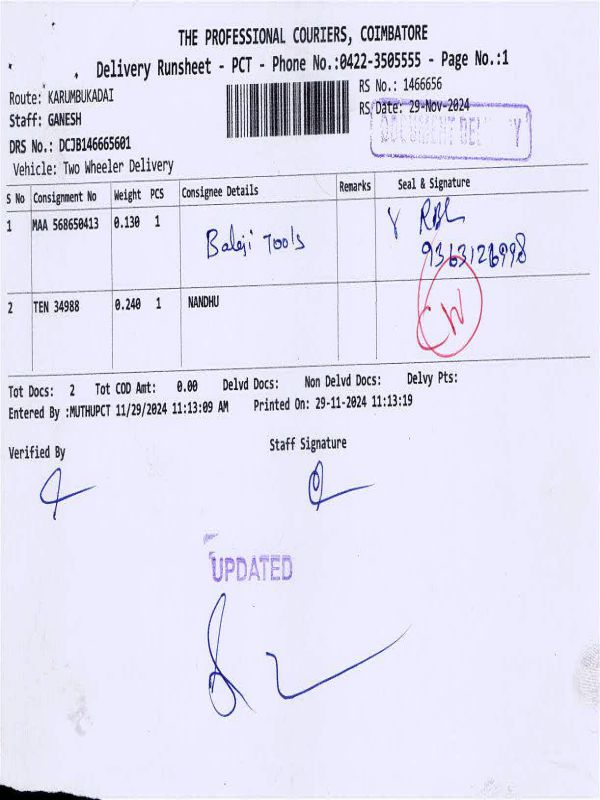 THE PROFESSIONAL COURIERS, COIMBATORE
Delivery Runsheet - PCT - Phone No.:0422-3505555 - Page No.:1
Route: KARUMBUKADAI
RS No.: 1466656
Staff: GANESH
RS Date: 29-Nov-2024
DOCUMENT DELIVERY
DRS No.: DCJB146665601
Vehicle: Two Wheeler Delivery
S No Consignment No Weight PCS Consignee Details Remarks Seal & Signature
1 MAA 568650413 0.130 1 Balaji Tools
9363126998
2 TEN 34988 0.240 1 NANDHU CW
Tot Docs: 2 Tot COD Amt: 0.00 Delvd Docs: Non Delvd Docs: Delvy Pts:
Entered By :MUTHUPCT 11/29/2024 11:13:09 AM Printed On: 29-11-2024 11:13:19
Verified By Staff Signature
UPDATED